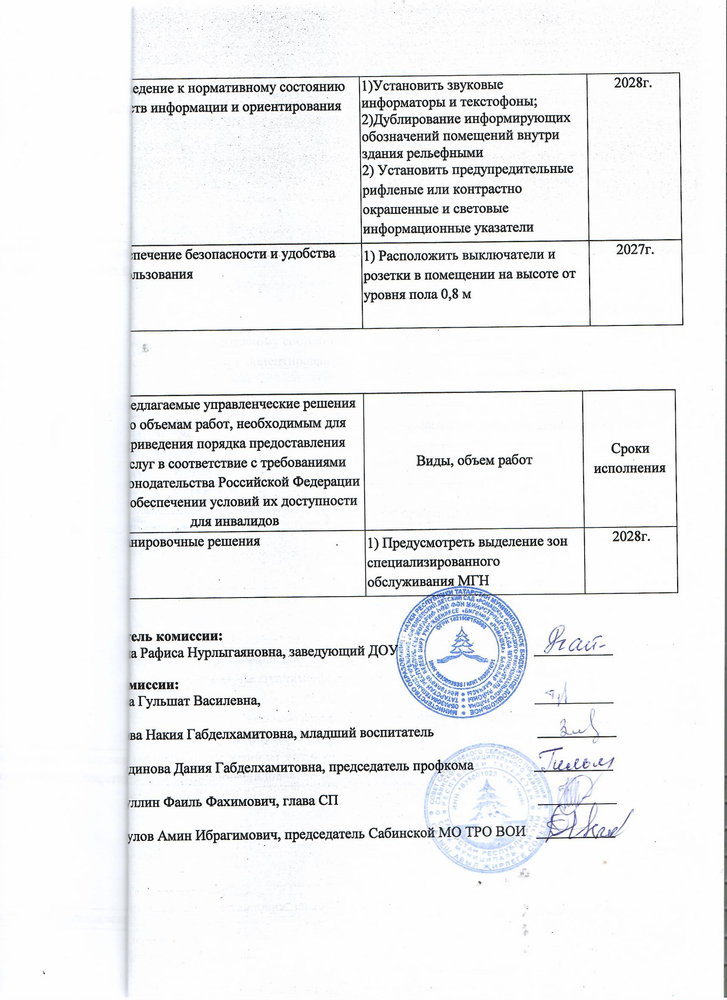 едение к нормативному состоянию
ств информации и ориентирования
1)Установить звуковые
информаторы и текстофоны;
2)Дублирование информирующих
обозначений помещений внутри
здания рельефными
2) Установить предупредительные
рифленые или контрастно
окрашенные и световые
информационные указатели
2028г.
печение безопасности и удобства
льзования
1) Расположить выключатели и
розетки в помещении на высоте от
уровня пола 0,8 м
2027г.
едлагаемые управленческие решения
о объемам работ, необходимым для
риведения порядка предоставления
слуг в соответствие с требованиями
онодательства Российской Федерации
обеспечении условий их доступности
для инвалидов
Виды, объем работ
Сроки
исполнения
нировочные решения
1) Предусмотреть выделение зон
специализированного
обслуживания МГН
2028г.
тель комиссии:
а Рафиса Нурлыгаяновна, заведующий ДОУ
миссии:
а Гульшат Василевна,
ва Накия Габделхамитовна, младший воспитатель
динова Дания Габделхамитовна, председатель профкома
ллин Фаиль Фахимович, глава СП
улов Амин Ибрагимович, председатель Сабинской МО ТРО ВОИ
ИНН 1635001023